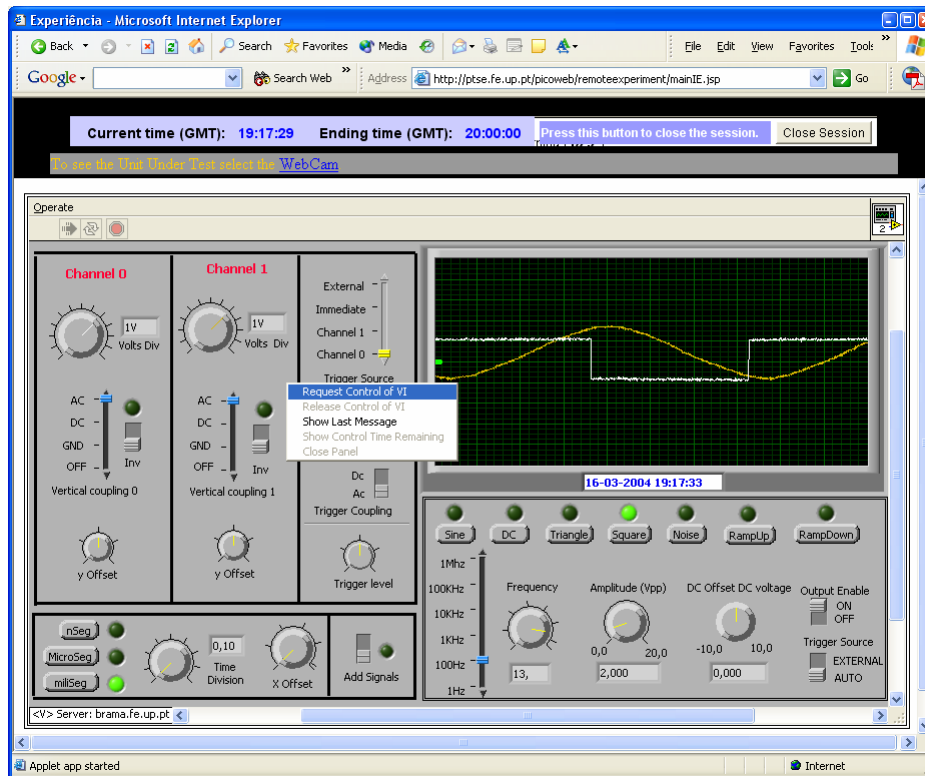 Experiência - Microsoft Internet Explorer
Back Search Favorites Media File Edit View Favorites Tools »
Google Search Web » Address http://ptse.fe.up.pt/picoweb/remoteexperiment/mainIE.jsp Go
Current time (GMT): 19:17:29 Ending time (GMT): 20:00:00 Press this button to close the session. Close Session
To see the Unit Under Test select the WebCam
Operate
2
Channel 0
1V
Volts Div
AC
DC
GND
OFF
Inv
Vertical coupling 0
y Offset
Channel 1
1V
Volts Div
AC
DC
GND
OFF
Inv
Vertical coupling 1
y Offset
External
Immediate
Channel 1
Channel 0
Trigger Source
Request Control of VI
Release Control of VI
Show Last Message
Show Control Time Remaining
Close Panel
Dc
Ac
Trigger Coupling
Trigger level
16-03-2004 19:17:33
Sine DC Triangle Square Noise RampUp RampDown
1Mhz
100KHz
10KHz
1KHz
100Hz
1Hz
Frequency
13,
Amplitude (Vpp)
0,0 20,0
2,000
DC Offset DC voltage
-10,0 10,0
0,000
Output Enable
ON
OFF
Trigger Source
EXTERNAL
AUTO
nSeg
MicroSeg
miliSeg
0,10
Time
Division
X Offset
Add Signals
<V> Server: brama.fe.up.pt
Applet app started Internet